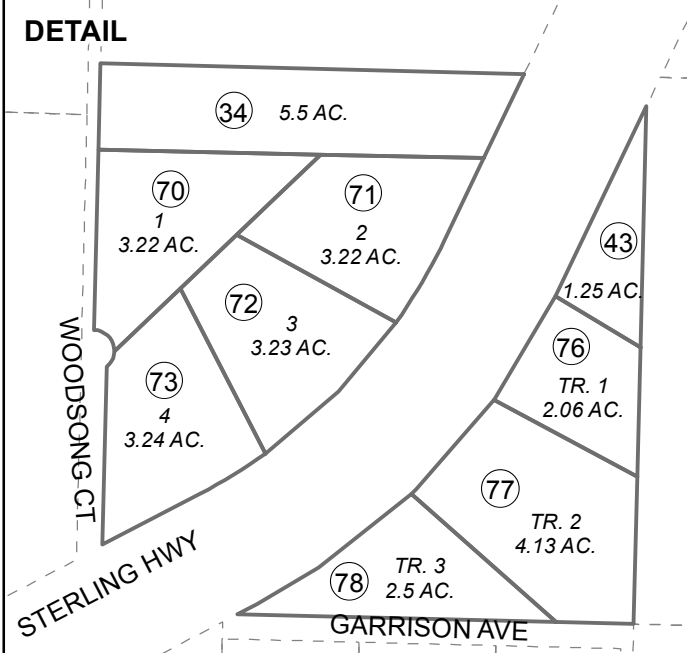 DETAIL
34 5.5 AC.
70
1
3.22 AC.
71
2
3.22 AC.
43
1.25 AC.
72
3
3.23 AC.
76
TR. 1
2.06 AC.
73
4
3.24 AC.
WOODSONG CT
77
TR. 2
4.13 AC.
STERLING HWY
78
TR. 3
2.5 AC.
GARRISON AVE